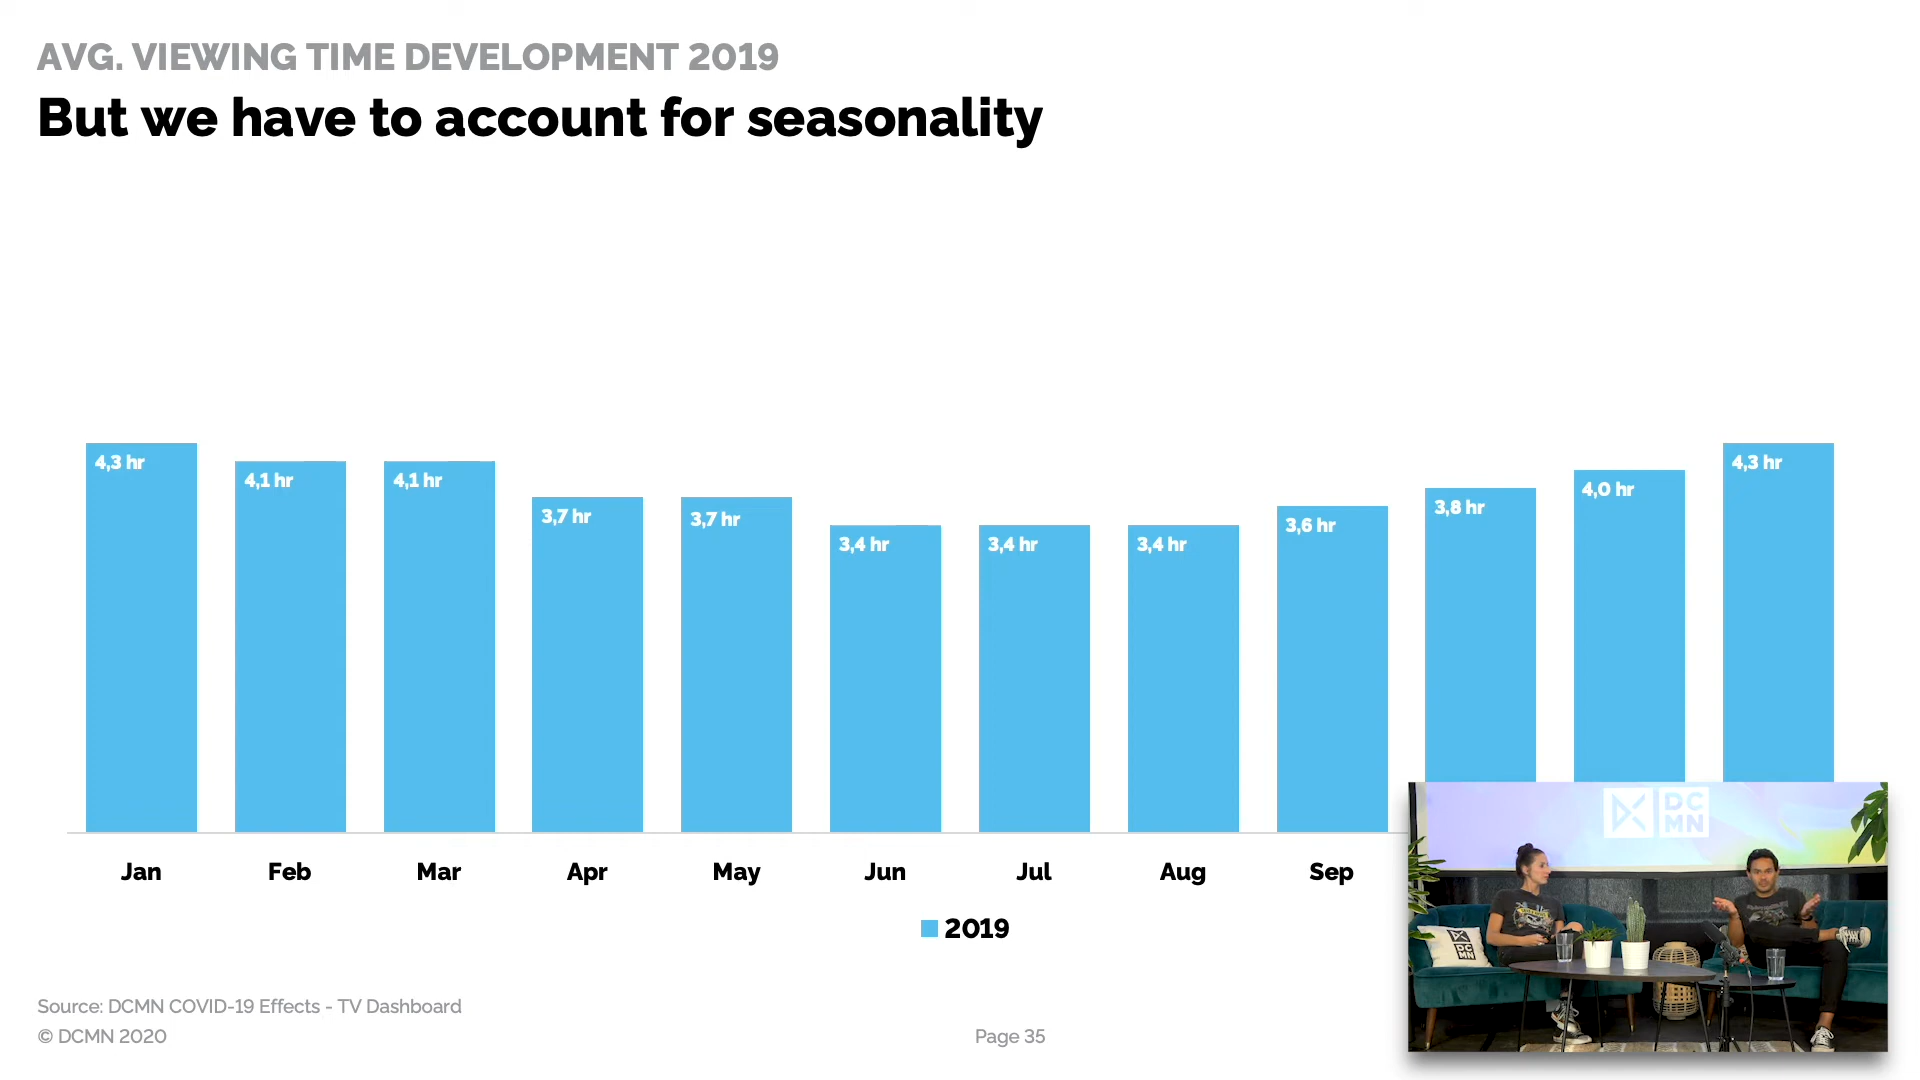 AVG. VIEWING TIME DEVELOPMENT 2019
But we have to account for seasonality
4,3 hr
4,1 hr
4,1 hr
3,7 hr
3,7 hr
3,4 hr
3,4 hr
3,4 hr
3,6 hr
3,8 hr
4,0 hr
4,3 hr
Jan
Feb
Mar
Apr
May
Jun
Jul
Aug
Sep
2019
Source: DCMN COVID-19 Effects - TV Dashboard
© DCMN 2020
Page 35
DC
MN
DC
MN